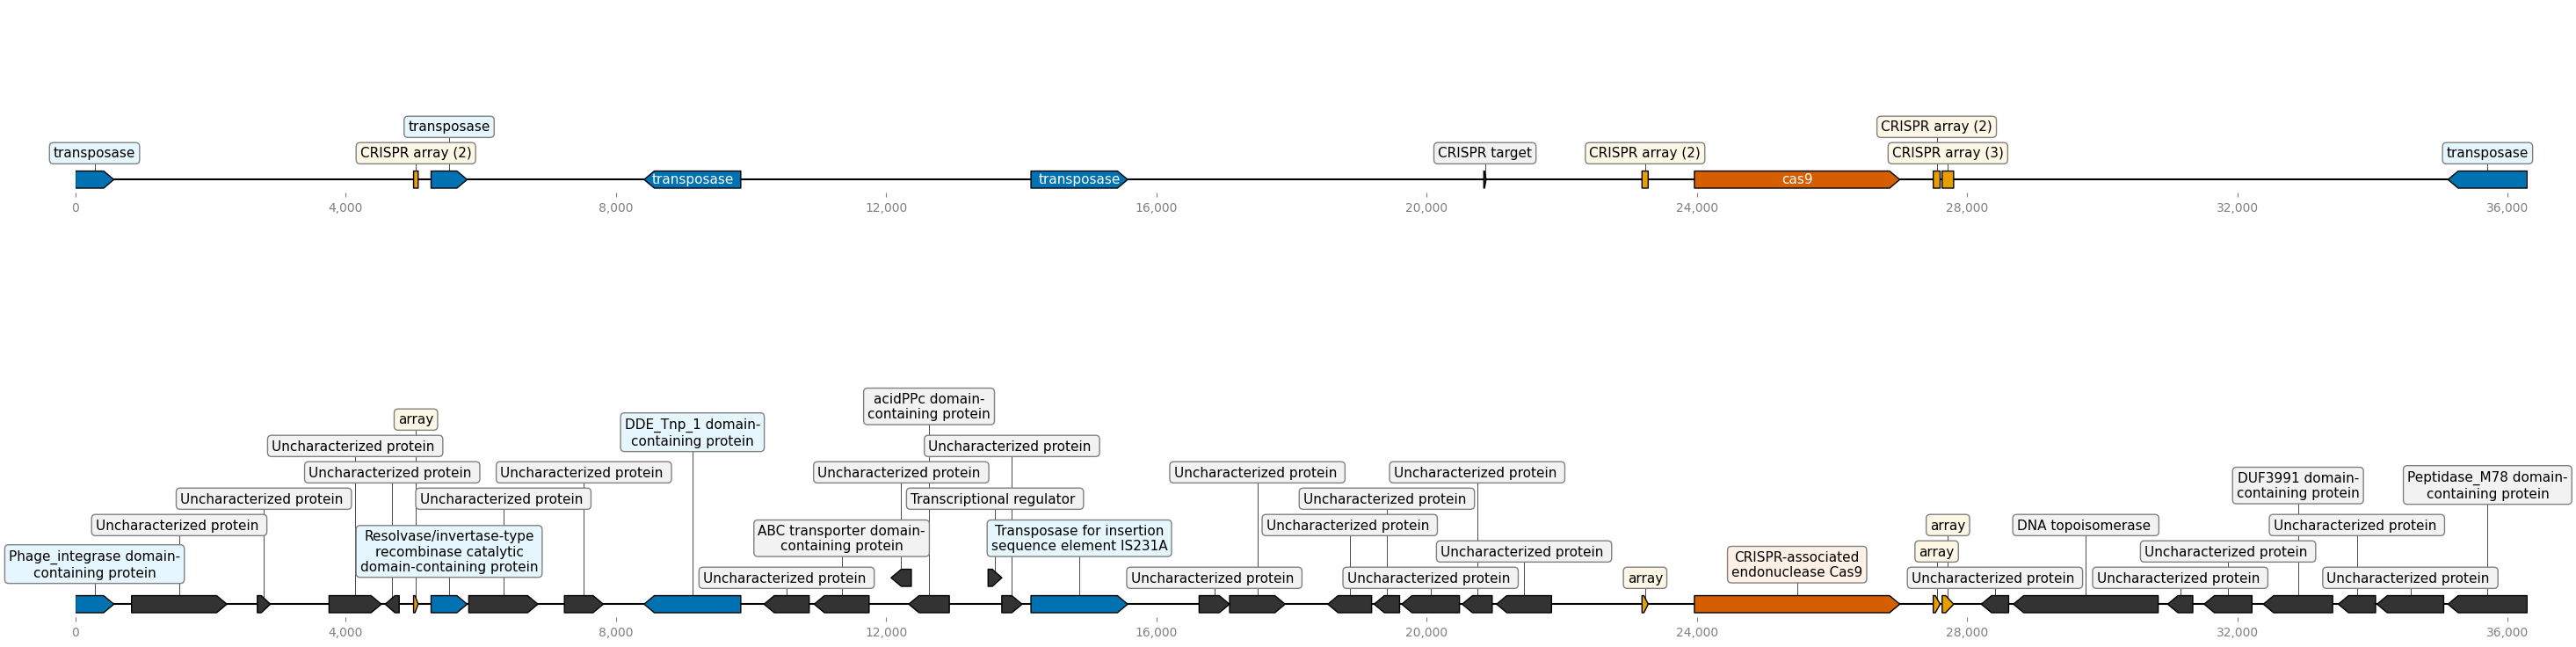 CRISPR array (2)
transposase
transposase
CRISPR array (2)
CRISPR target
CRISPR array (2)
CRISPR array (3)
transposase
transposase
transposase
cas9
0
4,000
8,000
12,000
16,000
20,000
24,000
28,000
32,000
36,000
acidPPc domain-
containing protein
array
DDE_Tnp_1 domain-
containing protein
Uncharacterized protein
Uncharacterized protein
Uncharacterized protein
Uncharacterized protein
Uncharacterized protein
Uncharacterized protein
Uncharacterized protein
DUF3991 domain-
containing protein
Peptidase_M78 domain-
containing protein
Uncharacterized protein
Uncharacterized protein
Transcriptional regulator
Uncharacterized protein
Uncharacterized protein
Resolvase/invertase-type
recombinase catalytic
domain-containing protein
ABC transporter domain-
containing protein
Transposase for insertion
sequence element IS231A
Uncharacterized protein
array
DNA topoisomerase
Uncharacterized protein
Phage_integrase domain-
containing protein
Uncharacterized protein
CRISPR-associated
endonuclease Cas9
array
Uncharacterized protein
Uncharacterized protein
Uncharacterized protein
Uncharacterized protein
array
Uncharacterized protein
Uncharacterized protein
Uncharacterized protein
0
4,000
8,000
12,000
16,000
20,000
24,000
28,000
32,000
36,000